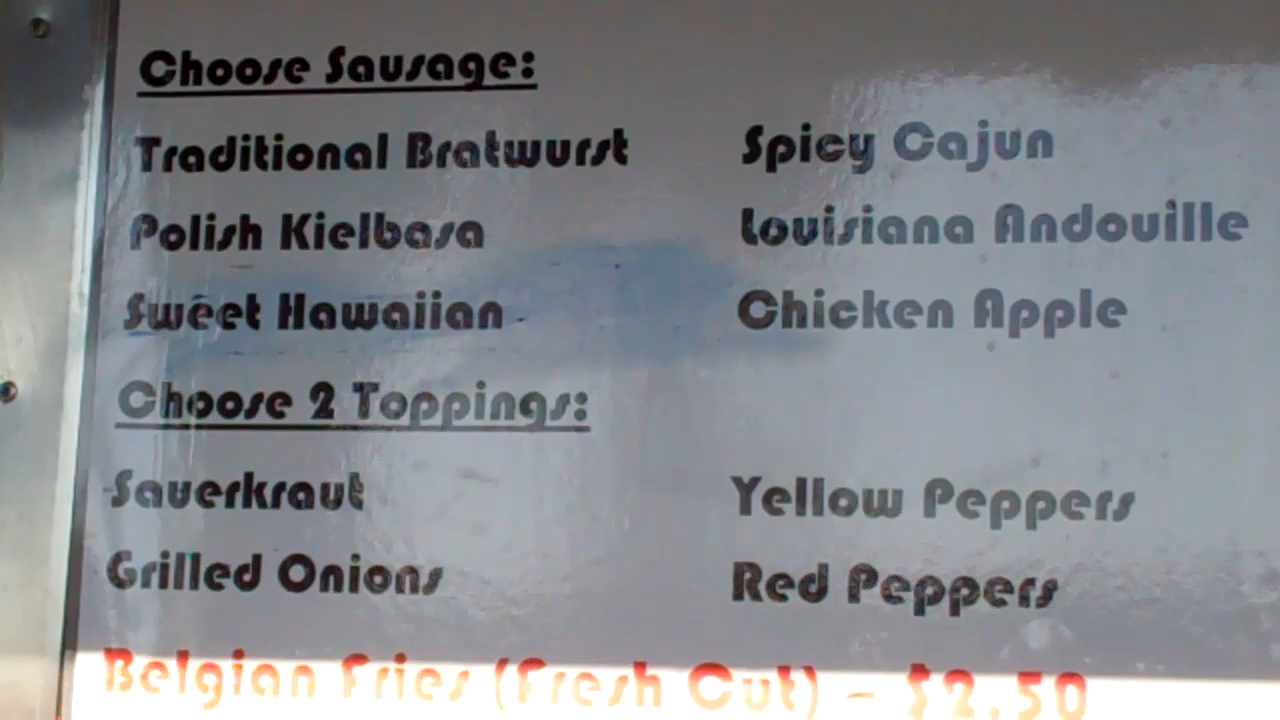 Choose Sausage:
Traditional Bratwurst
Spicy Cajun
Polish Kielbasa
Louisiana Andouille
Sweet Hawaiian
Chicken Apple
Choose 2 Toppings:
Sauerkraut
Yellow Peppers
Grilled Onions
Red Peppers
Belgian Fries (Fresh Cut) - $2.50